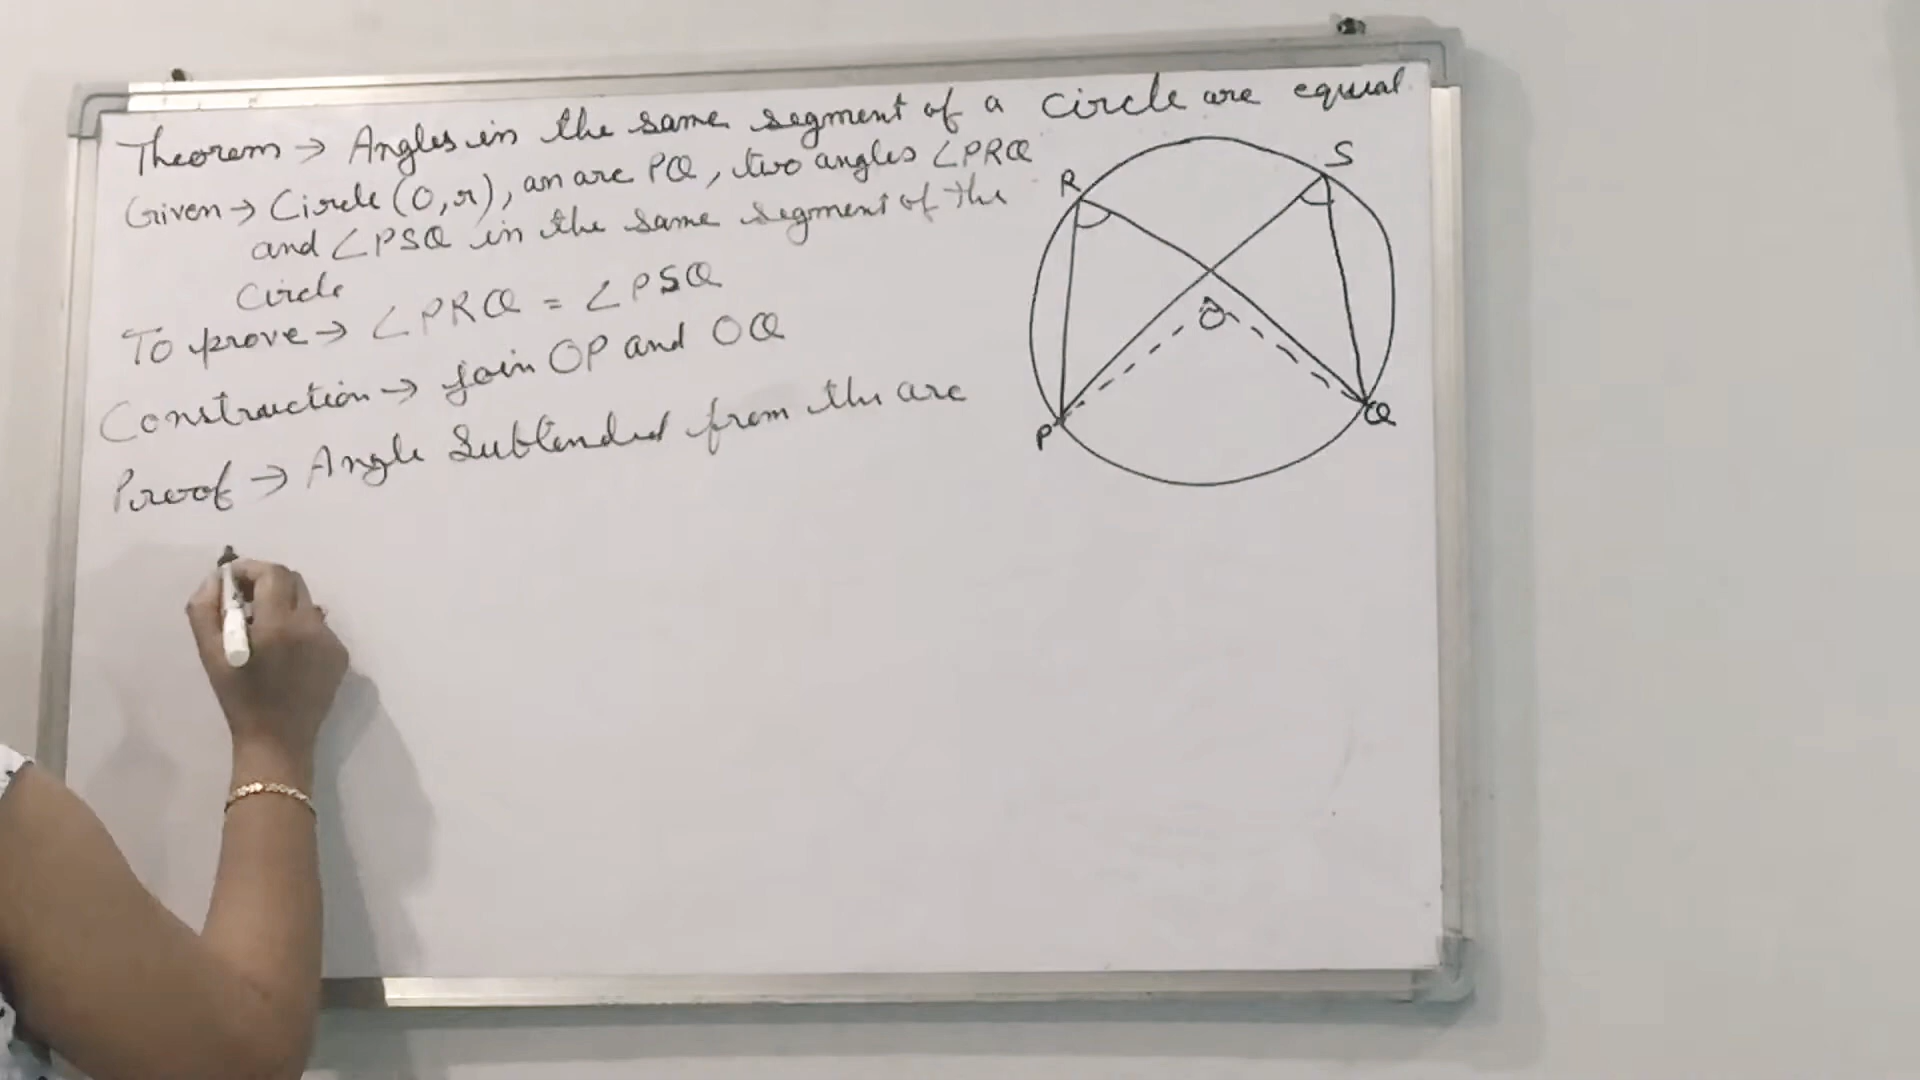 Theorem → Angles in the same segment of a circle are equal
Given → Circle (O,r), an arc PQ, two angles ∠PRQ
and ∠PSQ in the same segment of the
Circle
To prove → ∠PRQ = ∠PSQ
Construction → join OP and OQ
Proof → Angle Subtended from the arc
R
S
O
P
Q